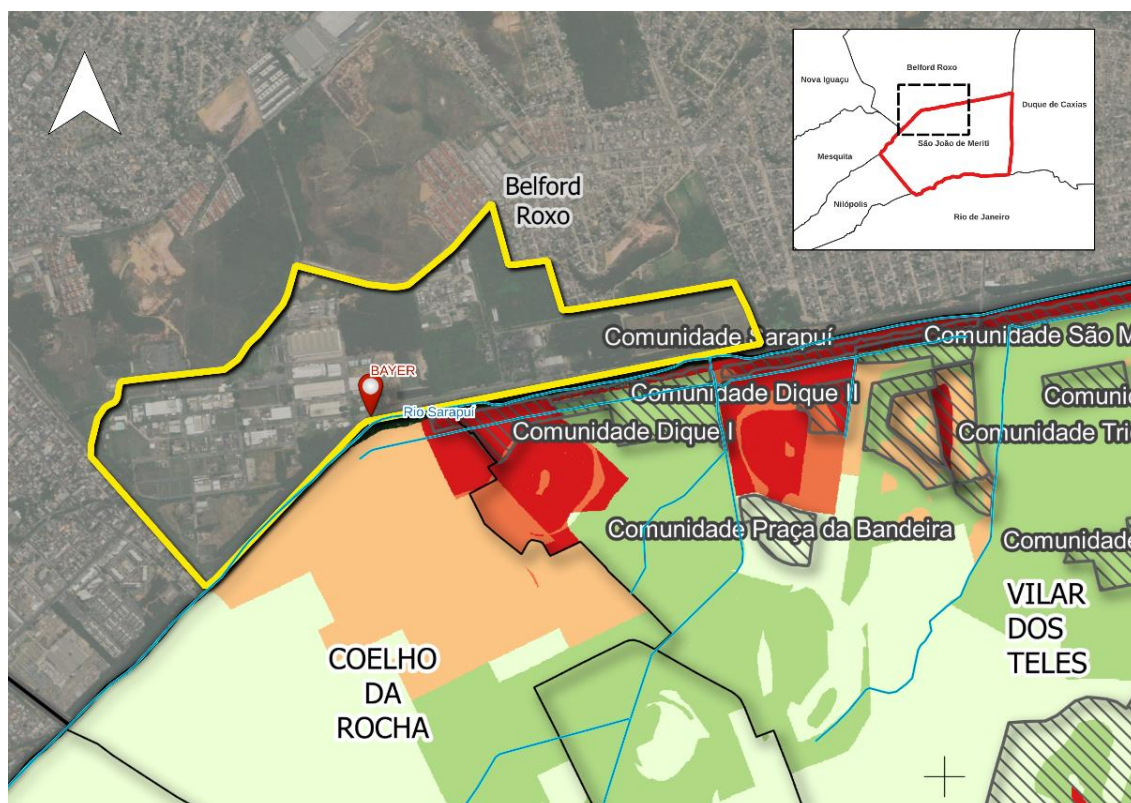 Belford Roxo
Nova Iguaçu
Duque de Caxias
São João de Meriti
Mesquita
Nilópolis
Rio de Janeiro
Belford
Roxo
Comunidade Sarapuí
Comunidade São M
BAYER
Rio Sarapuí
Comunidade Dique II
Comunic
Comunidade Dique I
Comunidade Tri
Comunidade Praça da Bandeira
Comunidade
VILAR
DOS
TELES
COELHO
DA
ROCHA